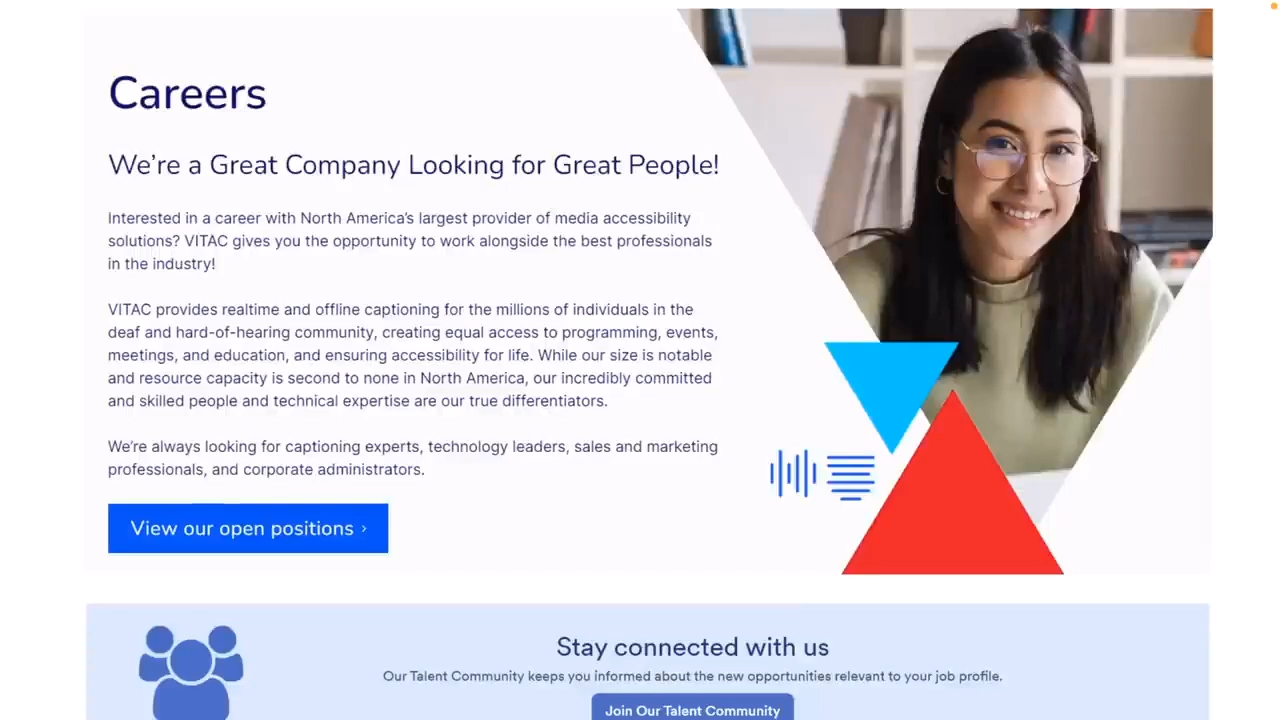 Careers
We’re a Great Company Looking for Great People!
Interested in a career with North America’s largest provider of media accessibility
solutions? VITAC gives you the opportunity to work alongside the best professionals
in the industry!
VITAC provides realtime and offline captioning for the millions of individuals in the
deaf and hard-of-hearing community, creating equal access to programming, events,
meetings, and education, and ensuring accessibility for life. While our size is notable
and resource capacity is second to none in North America, our incredibly committed
and skilled people and technical expertise are our true differentiators.
We’re always looking for captioning experts, technology leaders, sales and marketing
professionals, and corporate administrators.
View our open positions ›
Stay connected with us
Our Talent Community keeps you informed about the new opportunities relevant to your job profile.
Join Our Talent Community